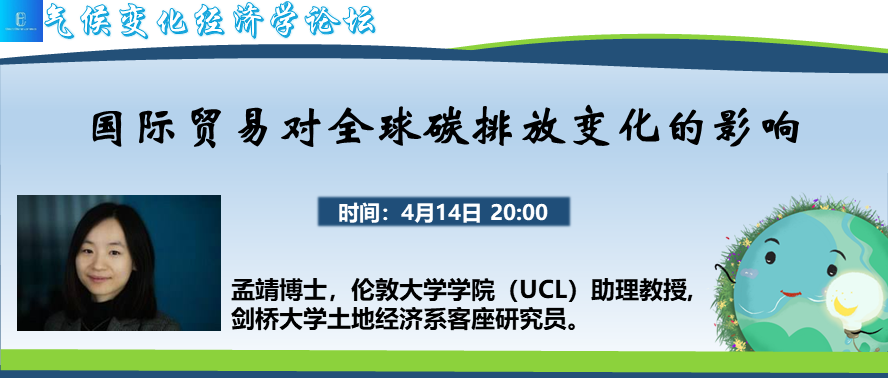 气候变化经济学论坛
国际贸易对全球碳排放变化的影响
时间：4月14日 20:00
孟靖博士，伦敦大学学院（UCL）助理教授,
剑桥大学土地经济系客座研究员。